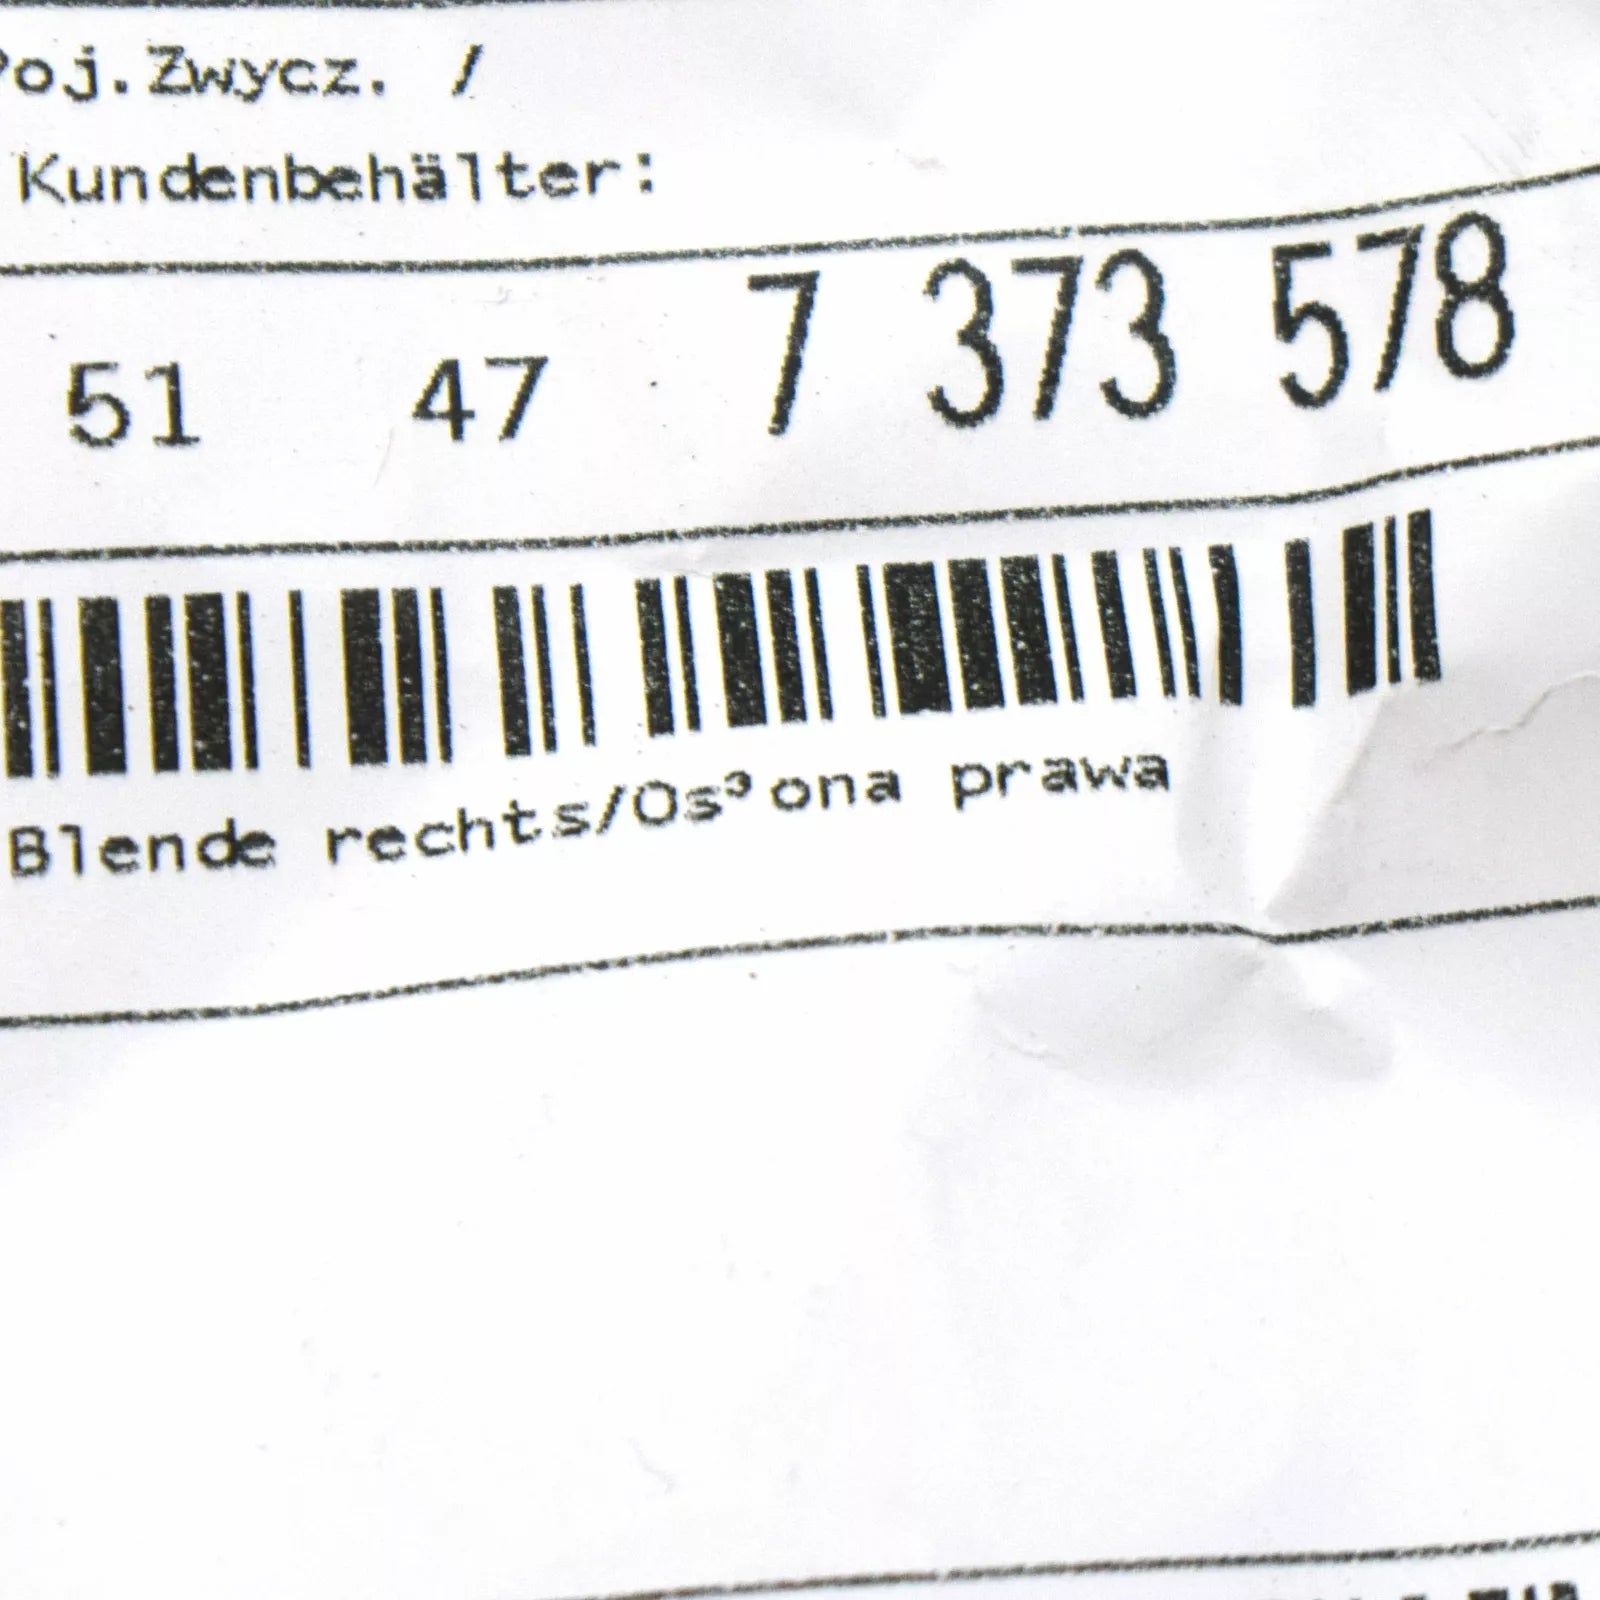 Poj.Zwycz. /
Kundenbehälter:
51 47 7 373 578
Blende rechts/Os³ona prawa